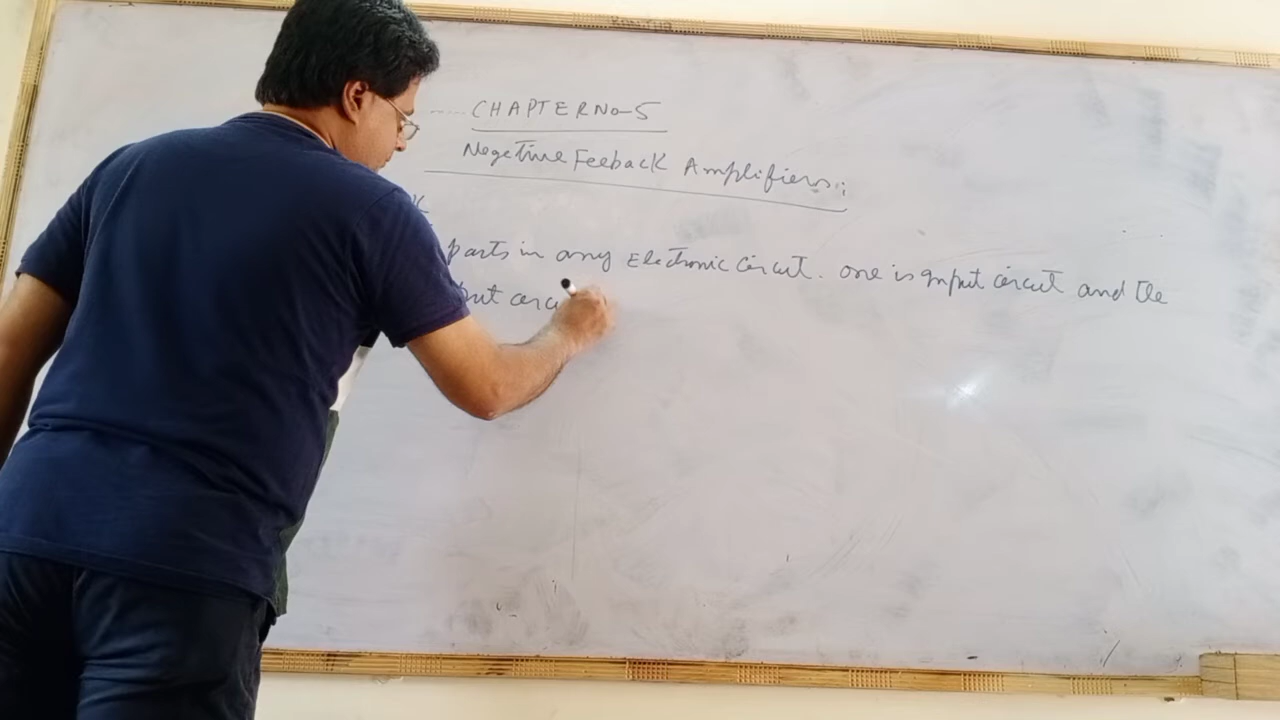 CHAPTER No-5
Negetive Feeback Amplifiers:
K
parts in any Electronic Circuit. one is input circuit and the
put circu